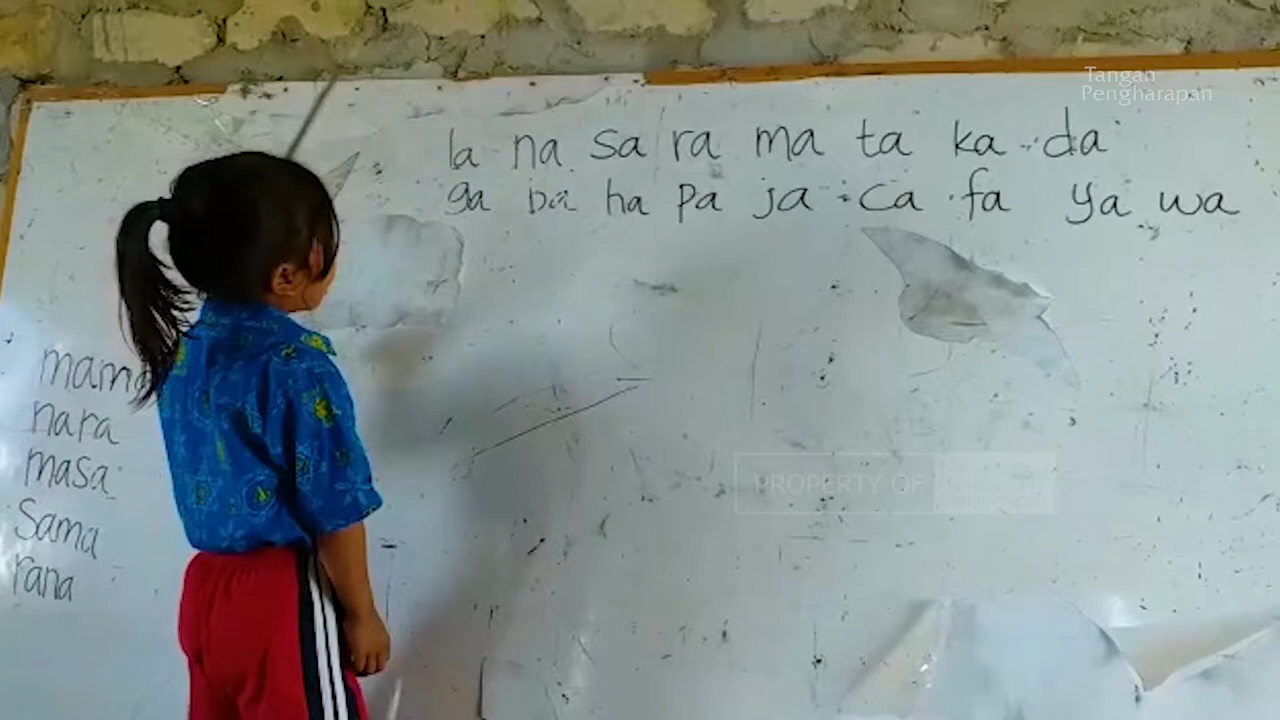 Tangan
Pengharapan
la na sa ra ma ta ka da
ga ba ha pa ja ca fa ya wa
mama
nara
masa
sama
rana
PROPERTY OF